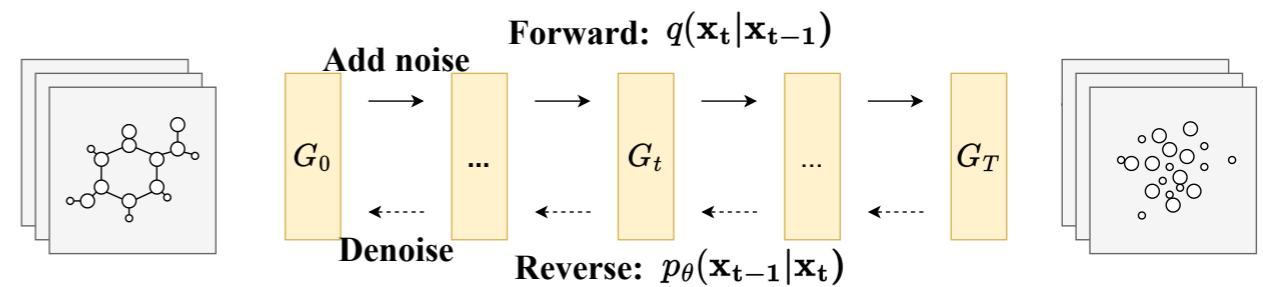 Forward: q(x_t|x_{t−1})
Add noise
G_0 ... G_t ... G_T
Denoise
Reverse: p_θ(x_{t−1}|x_t)